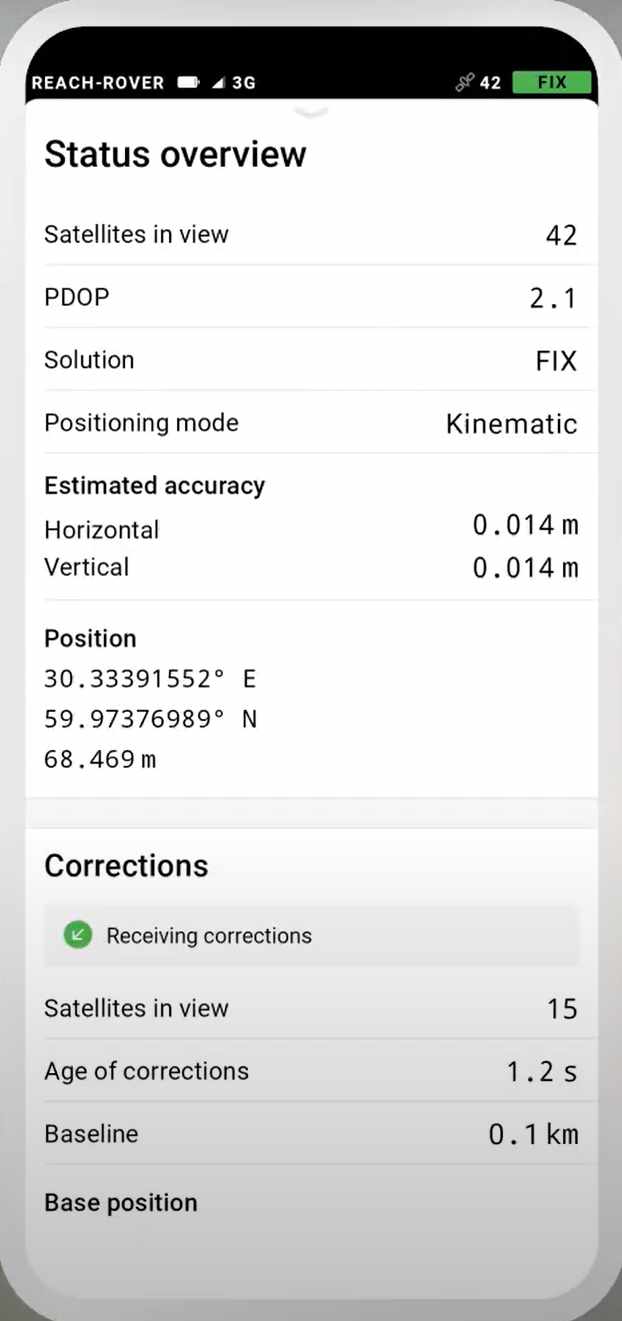 REACH-ROVER 3G 42 FIX
Status overview
Satellites in view 42
PDOP 2.1
Solution FIX
Positioning mode Kinematic
Estimated accuracy
Horizontal 0.014 m
Vertical 0.014 m
Position
30.33391552° E
59.97376989° N
68.469 m
Corrections
Receiving corrections
Satellites in view 15
Age of corrections 1.2 s
Baseline 0.1 km
Base position